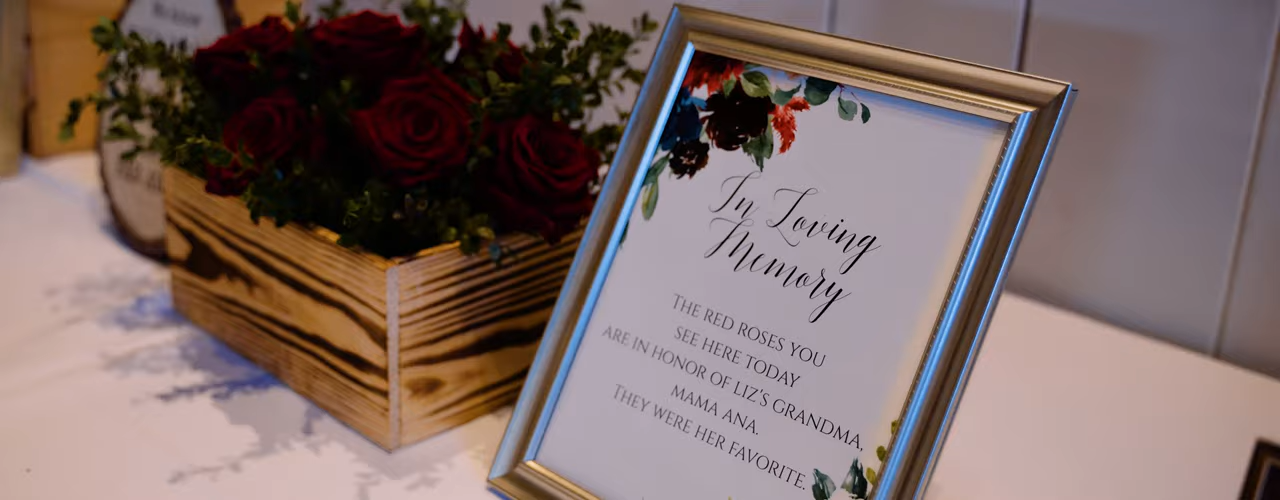 In Loving
Memory
THE RED ROSES YOU
SEE HERE TODAY
ARE IN HONOR OF LIZ'S GRANDMA,
MAMA ANA.
THEY WERE HER FAVORITE.